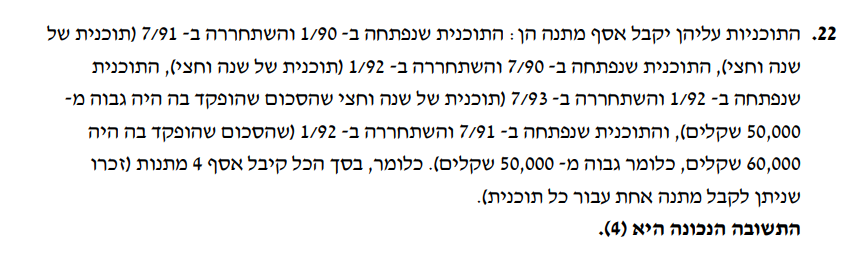 22. התוכניות עליהן יקבל אסף מתנה הן: התוכנית שנפתחה ב- 1/90 והשתחררה ב- 7/91 (תוכנית של
שנה וחצי), התוכנית שנפתחה ב- 7/90 והשתחררה ב- 1/92 (תוכנית של שנה וחצי), התוכנית
שנפתחה ב- 1/92 והשתחררה ב- 7/93 (תוכנית של שנה וחצי שהסכום שהופקד בה היה גבוה מ-
50,000 שקלים), והתוכנית שנפתחה ב- 7/91 והשתחררה ב- 1/92 (שהסכום שהופקד בה היה
60,000 שקלים, כלומר גבוה מ- 50,000 שקלים). כלומר, בסך הכל קיבל אסף 4 מתנות (זכרו
שניתן לקבל מתנה אחת עבור כל תוכנית).
התשובה הנכונה היא (4).